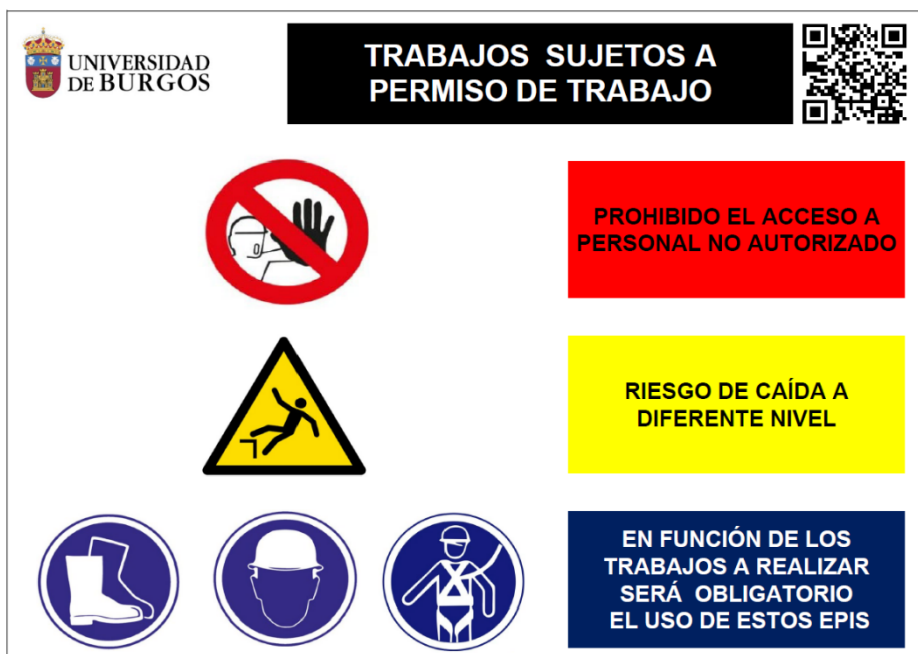 UNIVERSIDAD
DE BURGOS
TRABAJOS SUJETOS A
PERMISO DE TRABAJO
PROHIBIDO EL ACCESO A
PERSONAL NO AUTORIZADO
RIESGO DE CAÍDA A
DIFERENTE NIVEL
EN FUNCIÓN DE LOS
TRABAJOS A REALIZAR
SERÁ OBLIGATORIO
EL USO DE ESTOS EPIS